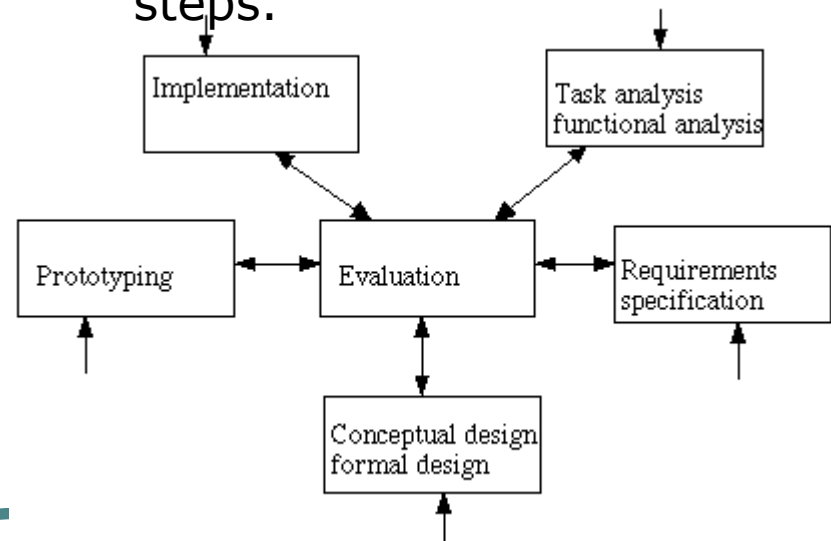 steps.
Implementation
Task analysis
functional analysis
Prototyping
Evaluation
Requirements
specification
Conceptual design
formal design